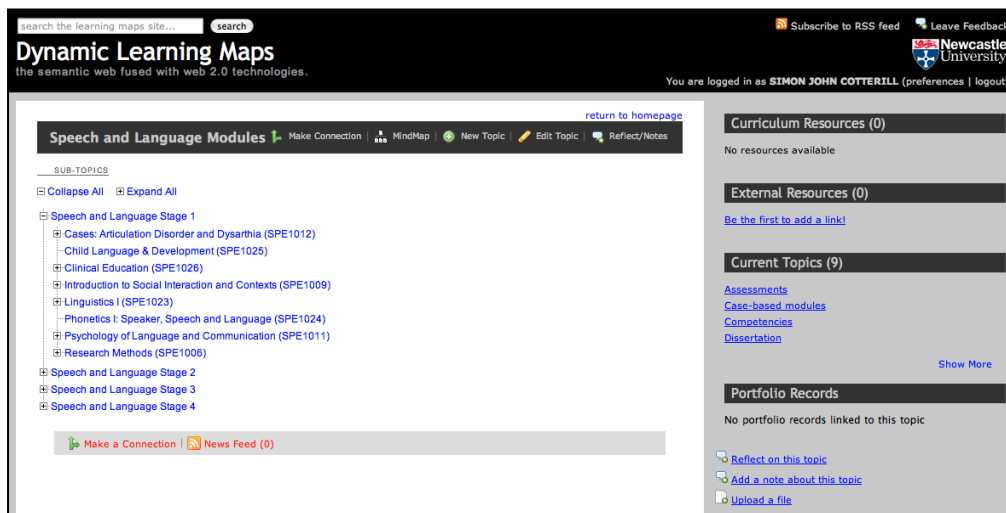 search the learning maps site...
search
Subscribe to RSS feed
Leave Feedback
Dynamic Learning Maps
the semantic web fused with web 2.0 technologies.
Newcastle
University
You are logged in as SIMON JOHN COTTERILL (preferences | logout
return to homepage
Speech and Language Modules
Make Connection | MindMap | New Topic | Edit Topic | Reflect/Notes
SUB-TOPICS
Collapse All
Expand All
Speech and Language Stage 1
Cases: Articulation Disorder and Dysarthia (SPE1012)
Child Language & Development (SPE1025)
Clinical Education (SPE1026)
Introduction to Social Interaction and Contexts (SPE1009)
Linguistics I (SPE1023)
Phonetics I: Speaker, Speech and Language (SPE1024)
Psychology of Language and Communication (SPE1011)
Research Methods (SPE1006)
Speech and Language Stage 2
Speech and Language Stage 3
Speech and Language Stage 4
Make a Connection | News Feed (0)
Curriculum Resources (0)
No resources available
External Resources (0)
Be the first to add a link!
Current Topics (9)
Assessments
Case-based modules
Competencies
Dissertation
Show More
Portfolio Records
No portfolio records linked to this topic
Reflect on this topic
Add a note about this topic
Upload a file